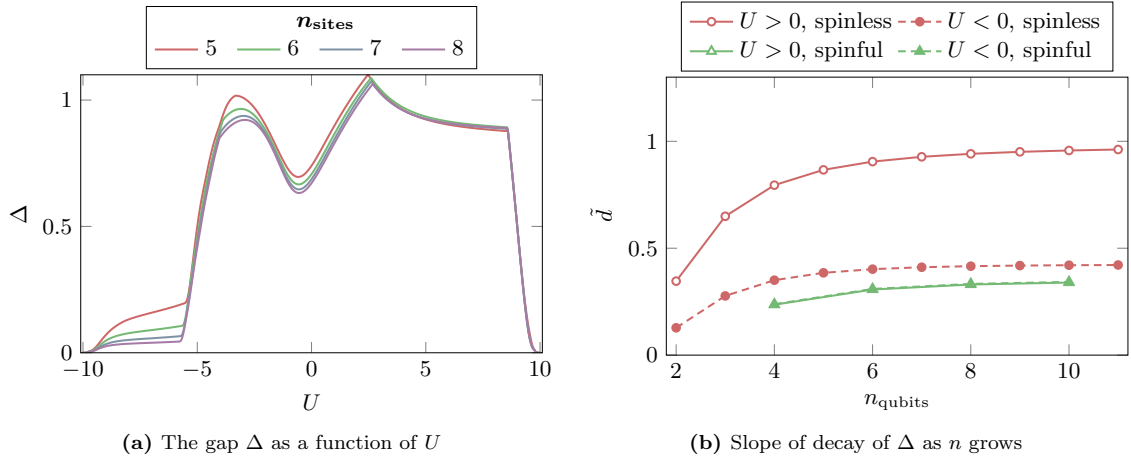 n_sites
5 6 7 8
1
0.5
0
Δ
−10 −5 0 5 10
U
(a) The gap Δ as a function of U
U > 0, spinless U < 0, spinless
U > 0, spinful U < 0, spinful
1
0.5
0
d̃
2 4 6 8 10
n_qubits
(b) Slope of decay of Δ as n grows